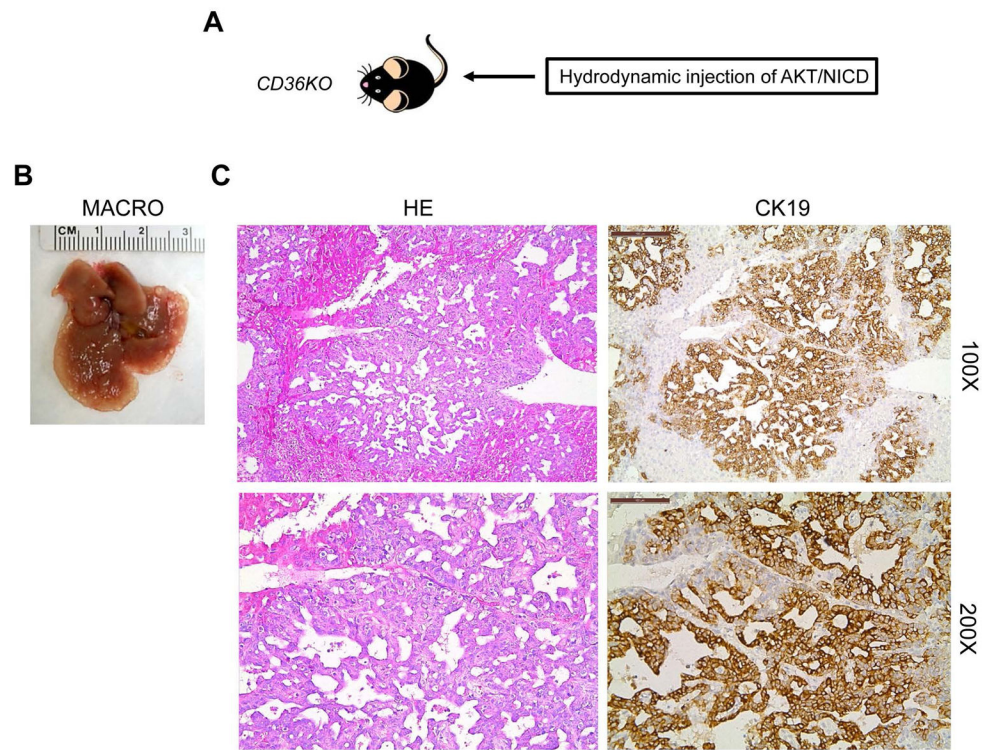 A
CD36KO
Hydrodynamic injection of AKT/NICD
B
C
MACRO
HE
CK19
CM 1 2 3
100X
200X